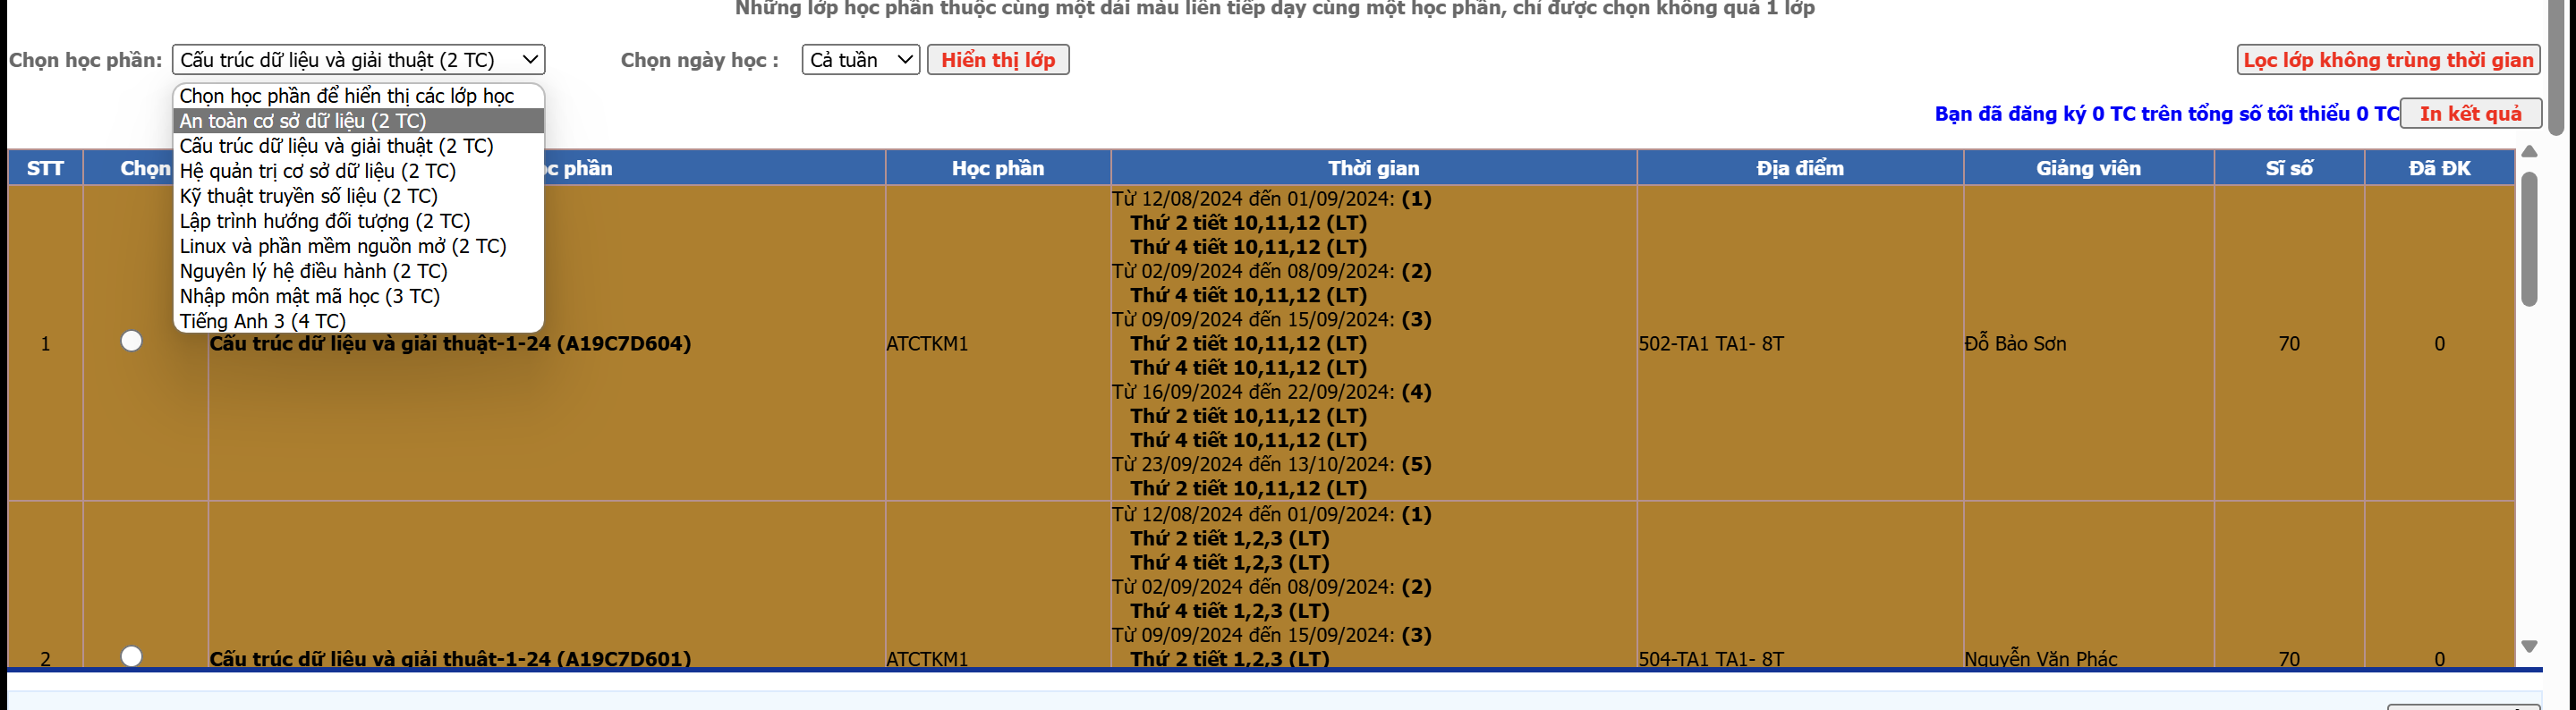 Những lớp học phần thuộc cùng một dải màu liên tiếp dạy cùng một học phần, chỉ được chọn không quá 1 lớp
Chọn học phần: Cấu trúc dữ liệu và giải thuật (2 TC) Chọn ngày học : Cả tuần Hiển thị lớp Lọc lớp không trùng thời gian
Chọn học phần để hiển thị các lớp học
An toàn cơ sở dữ liệu (2 TC)
Cấu trúc dữ liệu và giải thuật (2 TC)
Hệ quản trị cơ sở dữ liệu (2 TC)
Kỹ thuật truyền số liệu (2 TC)
Lập trình hướng đối tượng (2 TC)
Linux và phần mềm nguồn mở (2 TC)
Nguyên lý hệ điều hành (2 TC)
Nhập môn mật mã học (3 TC)
Tiếng Anh 3 (4 TC)
Bạn đã đăng ký 0 TC trên tổng số tối thiểu 0 TC In kết quả
STT Chọn phần Học phần Thời gian Địa điểm Giảng viên Sĩ số Đã ĐK
1 Cấu trúc dữ liệu và giải thuật-1-24 (A19C7D604) ATCTKM1
Từ 12/08/2024 đến 01/09/2024: (1)
Thứ 2 tiết 10,11,12 (LT)
Thứ 4 tiết 10,11,12 (LT)
Từ 02/09/2024 đến 08/09/2024: (2)
Thứ 4 tiết 10,11,12 (LT)
Từ 09/09/2024 đến 15/09/2024: (3)
Thứ 2 tiết 10,11,12 (LT)
Thứ 4 tiết 10,11,12 (LT)
Từ 16/09/2024 đến 22/09/2024: (4)
Thứ 2 tiết 10,11,12 (LT)
Thứ 4 tiết 10,11,12 (LT)
Từ 23/09/2024 đến 13/10/2024: (5)
Thứ 2 tiết 10,11,12 (LT)
502-TA1 TA1- 8T Đỗ Bảo Sơn 70 0
2 Cấu trúc dữ liệu và giải thuật-1-24 (A19C7D601) ATCTKM1
Từ 12/08/2024 đến 01/09/2024: (1)
Thứ 2 tiết 1,2,3 (LT)
Thứ 4 tiết 1,2,3 (LT)
Từ 02/09/2024 đến 08/09/2024: (2)
Thứ 4 tiết 1,2,3 (LT)
Từ 09/09/2024 đến 15/09/2024: (3)
Thứ 2 tiết 1,2,3 (LT)
504-TA1 TA1- 8T Nguyễn Văn Phác 70 0